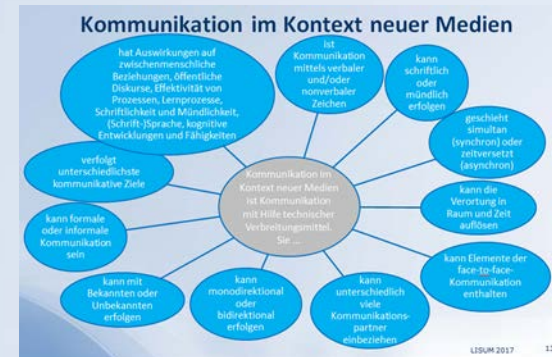 Kommunikation im Kontext neuer Medien
hat Auswirkungen auf
zwischenmenschliche
Beziehungen, öffentliche
Diskurse, Effektivität von
Prozessen, Lernprozesse,
Schriftlichkeit und Mündlichkeit,
(Schrift-)Sprache, kognitive
Entwicklungen und Fähigkeiten
ist
Kommunikation
mittels verbaler
und/oder
nonverbaler
Zeichen
kann
schriftlich
oder
mündlich
erfolgen
geschieht
simultan
(synchron) oder
zeitversetzt
(asynchron)
verfolgt
unterschiedlichste
kommunikative Ziele
Kommunikation im
Kontext neuer Medien
ist Kommunikation
mit Hilfe technischer
Verbreitungsmittel.
Sie ...
kann die
Verortung in
Raum und Zeit
auflösen
kann formale
oder informale
Kommunikation
sein
kann Elemente der
face-to-face-
Kommunikation
enthalten
kann mit
Bekannten oder
Unbekannten
erfolgen
kann
monodirektional
oder
bidirektional
erfolgen
kann
unterschiedlich
viele
Kommunikations-
partner
einbeziehen
LISUM 2017